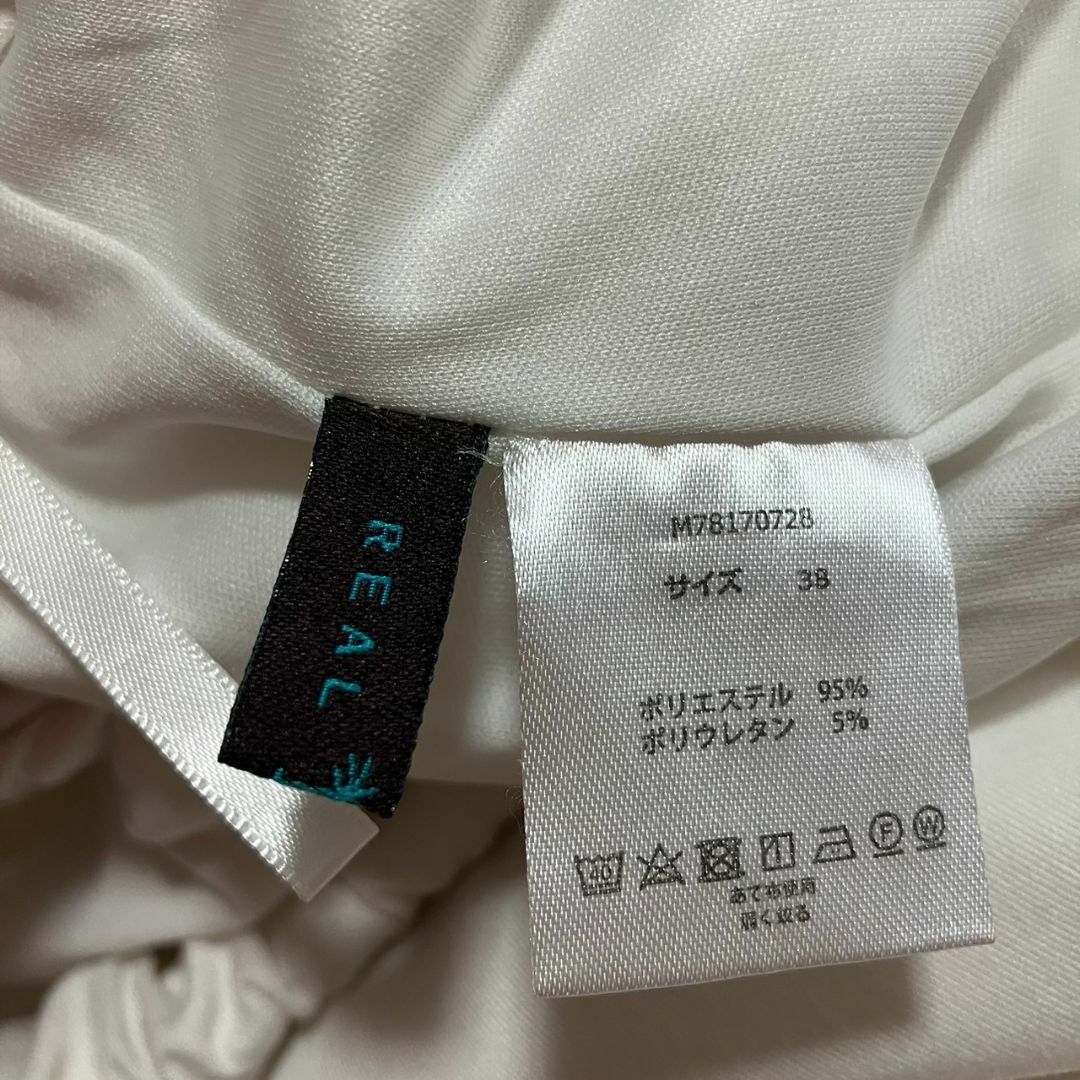 REAL
M78170728
サイズ 38
ポリエステル 95%
ポリウレタン 5%
40 F W
あて布使用
弱く絞る